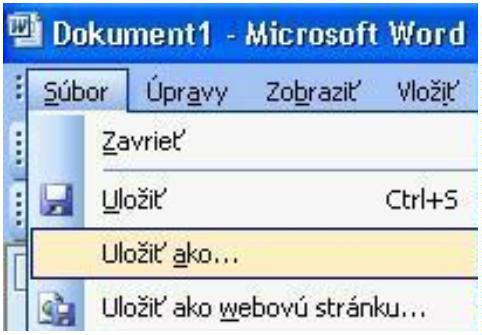 Dokument1 - Microsoft Word
Súbor Úpravy Zobraziť Vložiť
Zavrieť
Uložiť Ctrl+S
Uložiť ako...
Uložiť ako webovú stránku...